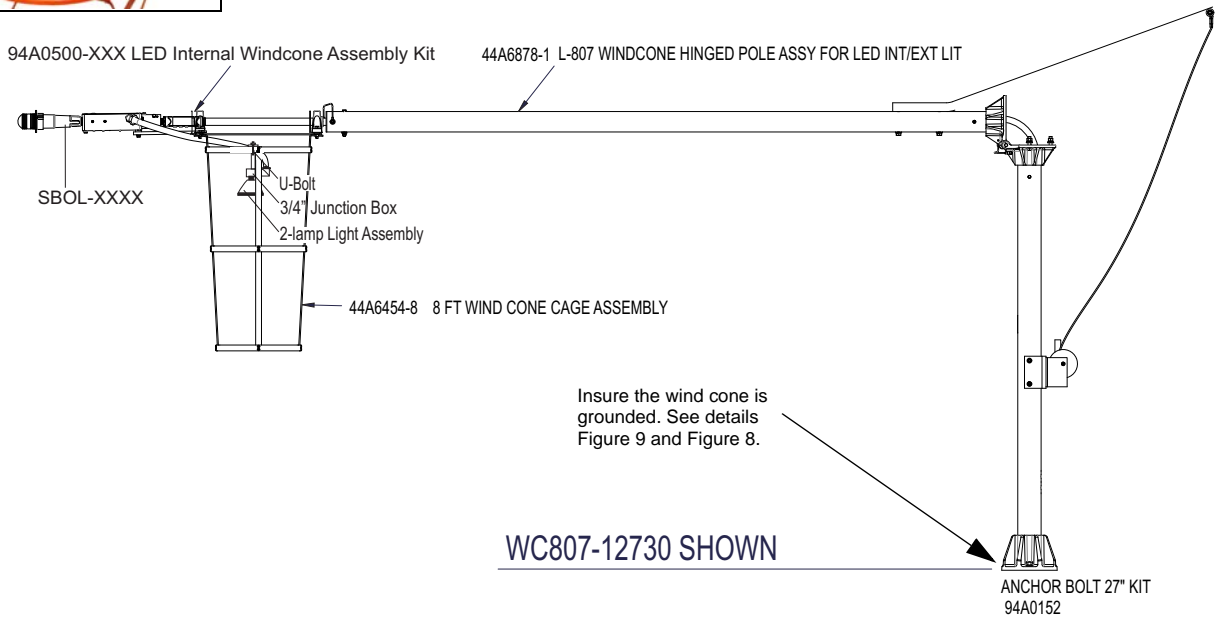 94A0500-XXX LED Internal Windcone Assembly Kit
44A6878-1 L-807 WINDCONE HINGED POLE ASSY FOR LED INT/EXT LIT
SBOL-XXXX
U-Bolt
3/4" Junction Box
2-lamp Light Assembly
44A6454-8 8 FT WIND CONE CAGE ASSEMBLY
Insure the wind cone is
grounded. See details
Figure 9 and Figure 8.
WC807-12730 SHOWN
ANCHOR BOLT 27" KIT
94A0152